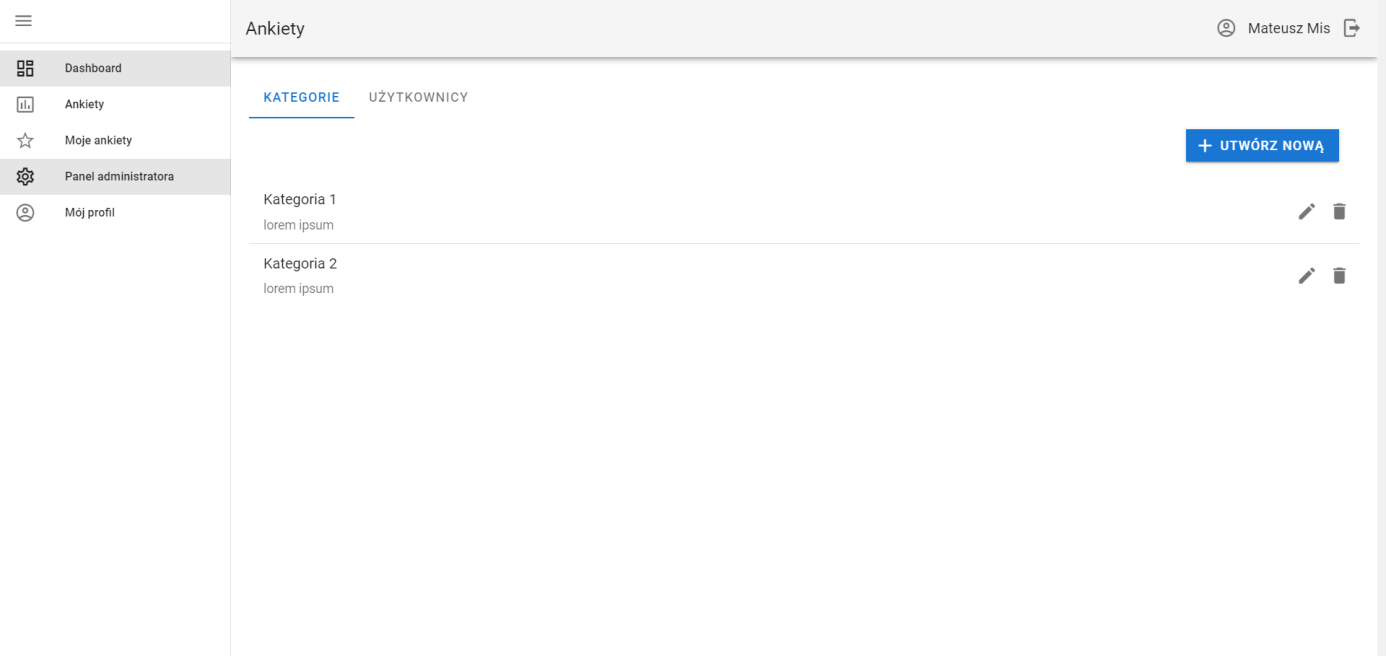 Ankiety
Mateusz Mis
Dashboard
Ankiety
Moje ankiety
Panel administratora
Mój profil
KATEGORIE
UŻYTKOWNICY
UTWÓRZ NOWĄ
Kategoria 1
lorem ipsum
Kategoria 2
lorem ipsum